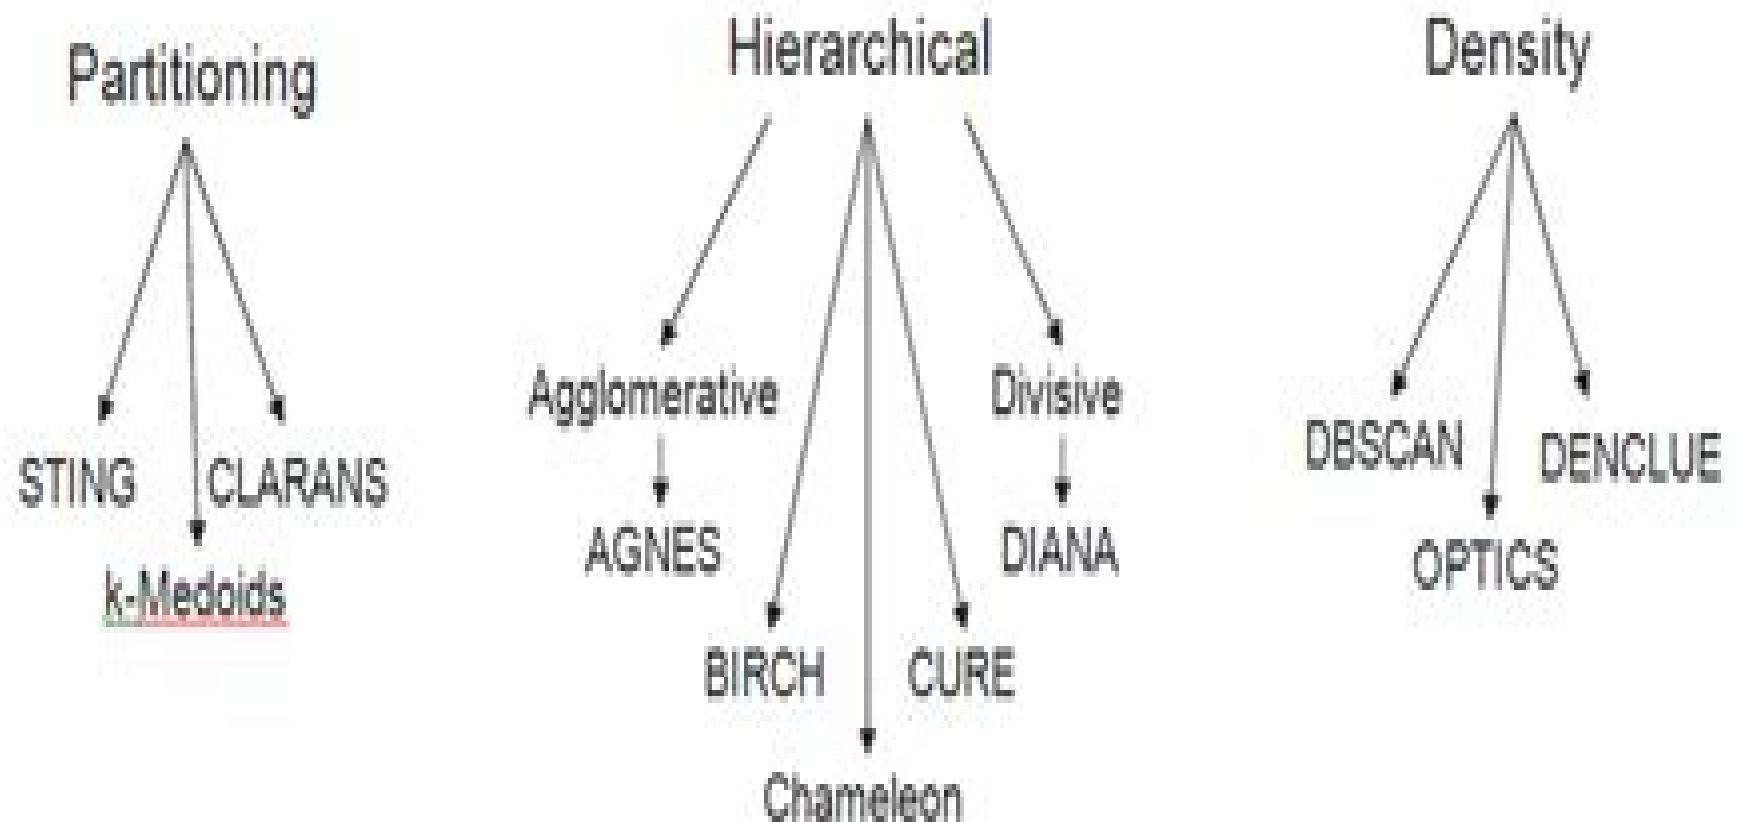 Partitioning
STING
CLARANS
k-Medoids
Hierarchical
Agglomerative
Divisive
AGNES
DIANA
BIRCH
CURE
Chameleon
Density
DBSCAN
DENCLUE
OPTICS